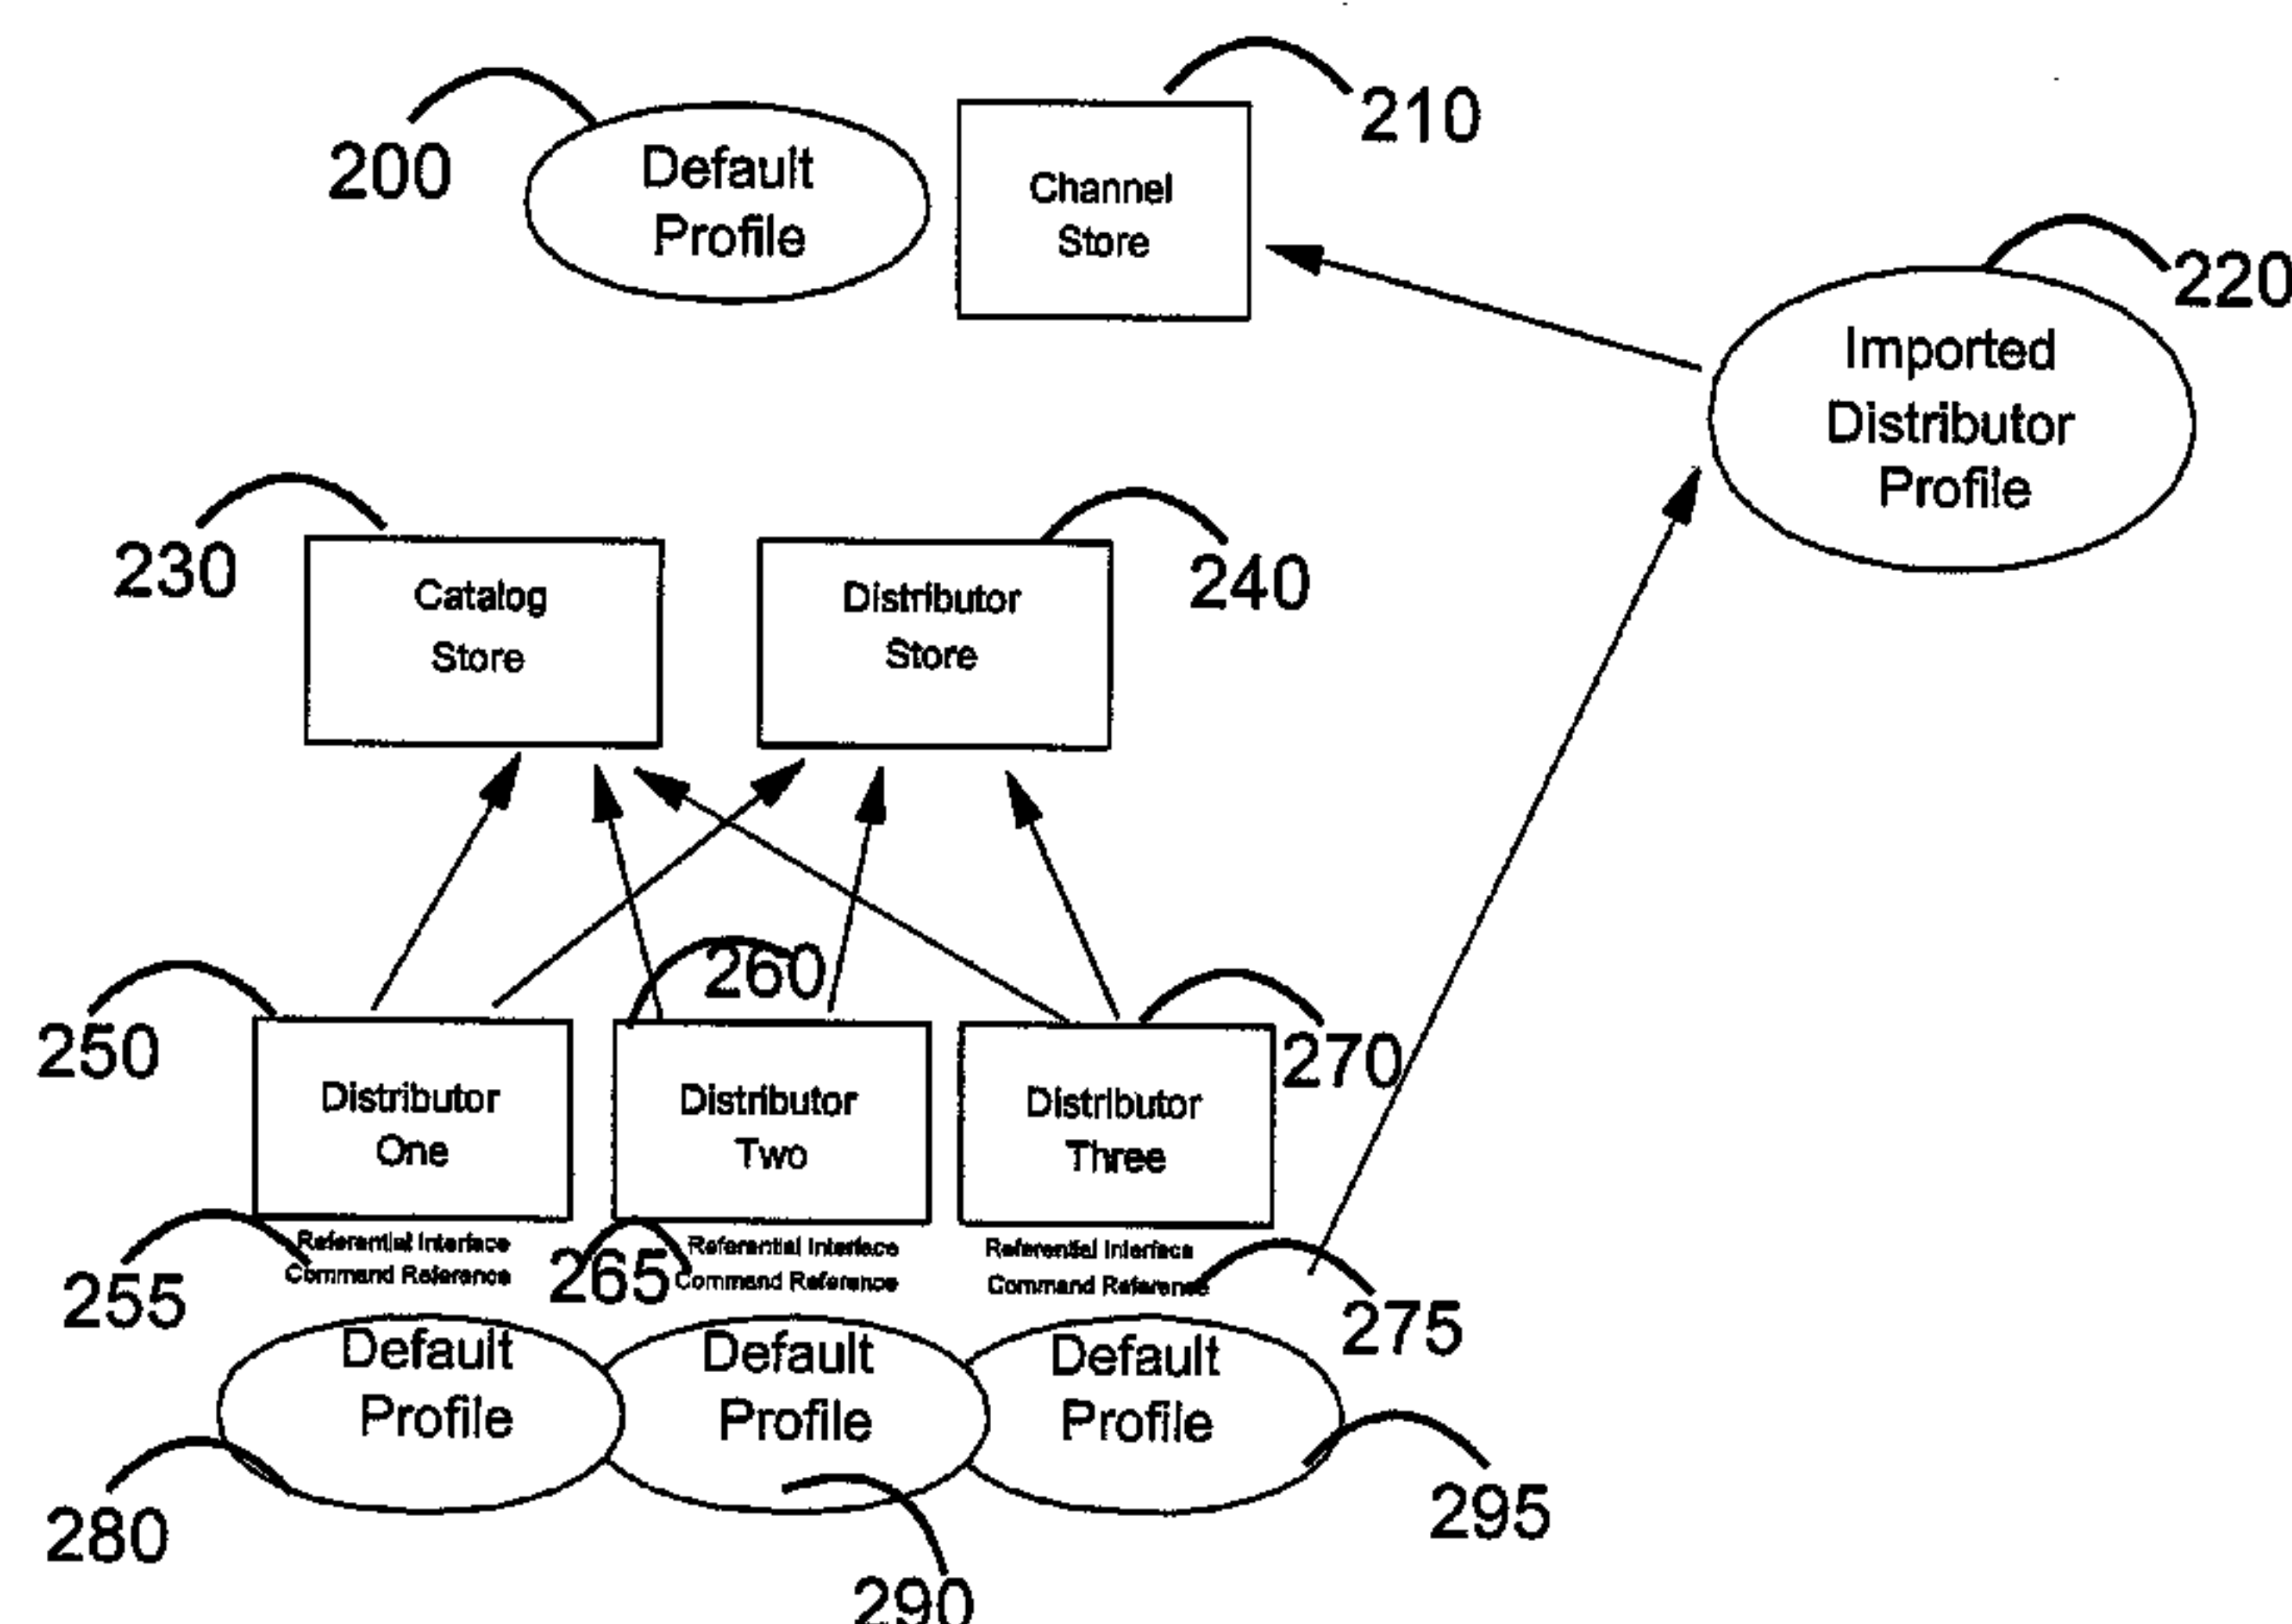 210
200
Default
Profile
Channel
Store
220
Imported
Distributor
Profile
230
Catalog
Store
Distributor
Store
240
250
260
270
Distributor
One
Distributor
Two
Distributor
Three
255
Referential Interface
Command Reference
265
Referential Interface
Command Reference
Referential Interface
Command Reference
275
Default
Profile
Default
Profile
Default
Profile
280
290
295